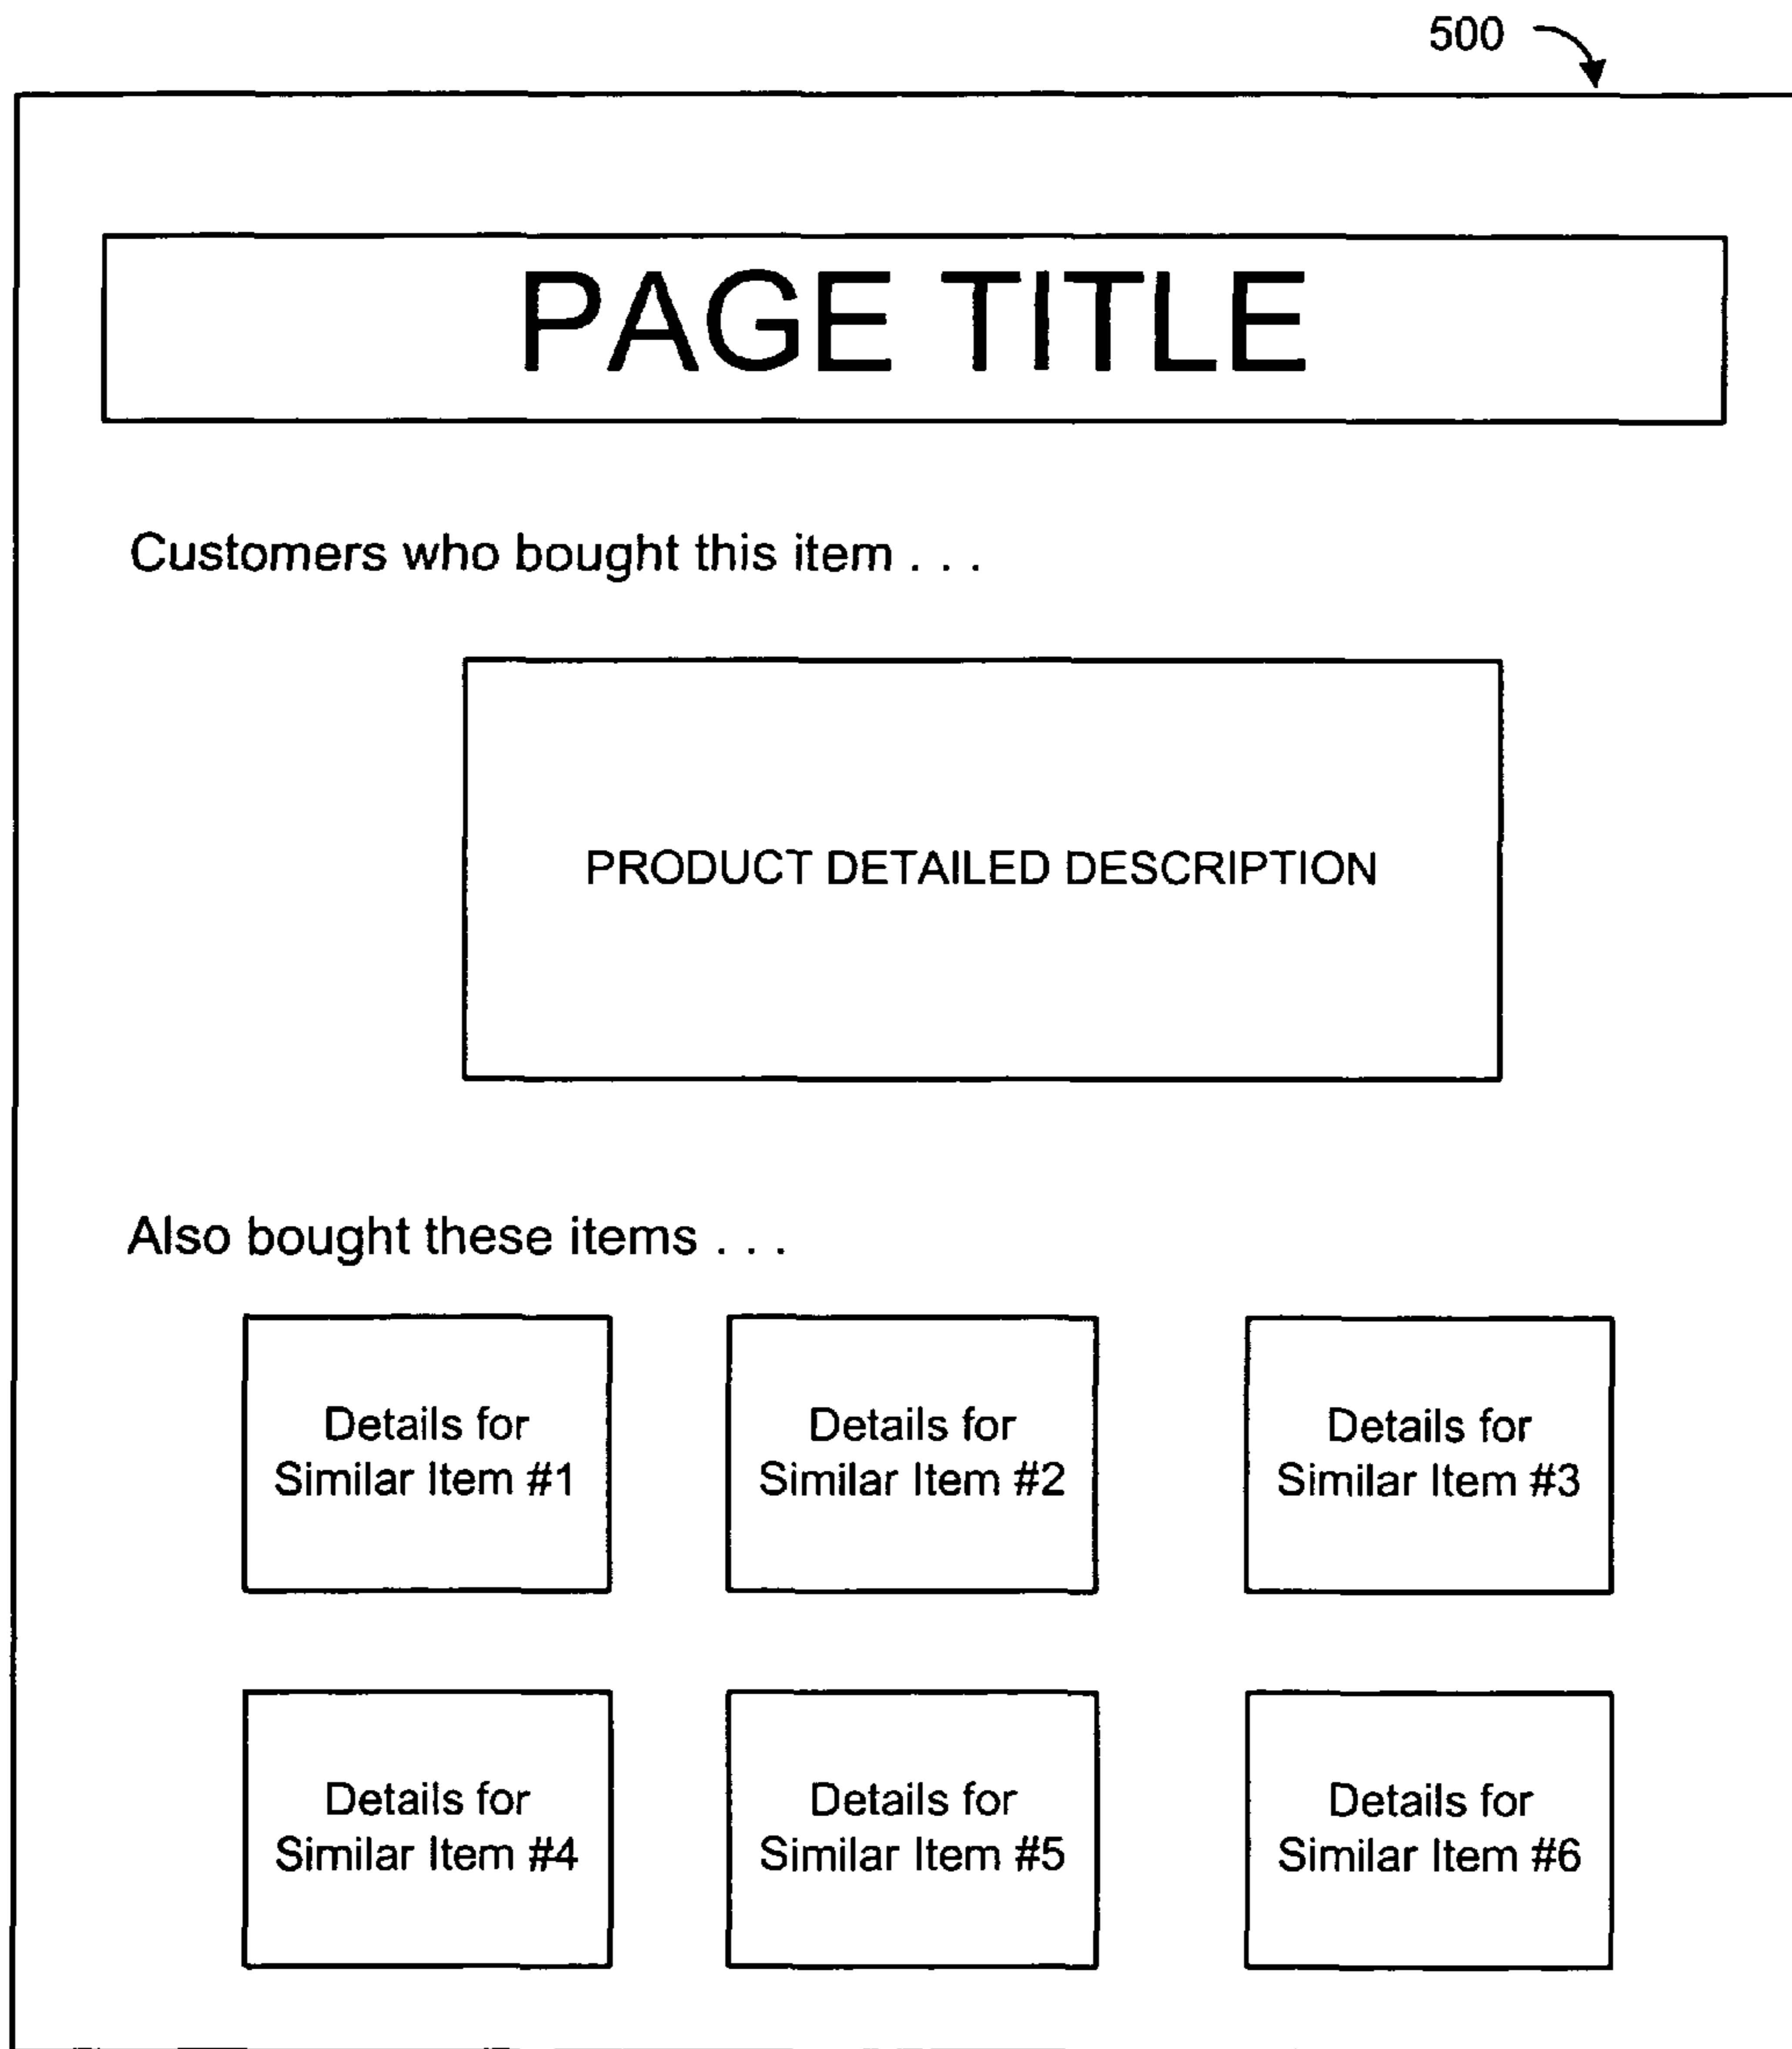 500
PAGE TITLE
Customers who bought this item . . .
PRODUCT DETAILED DESCRIPTION
Also bought these items . . .
Details for
Similar Item #1
Details for
Similar Item #2
Details for
Similar Item #3
Details for
Similar Item #4
Details for
Similar Item #5
Details for
Similar Item #6